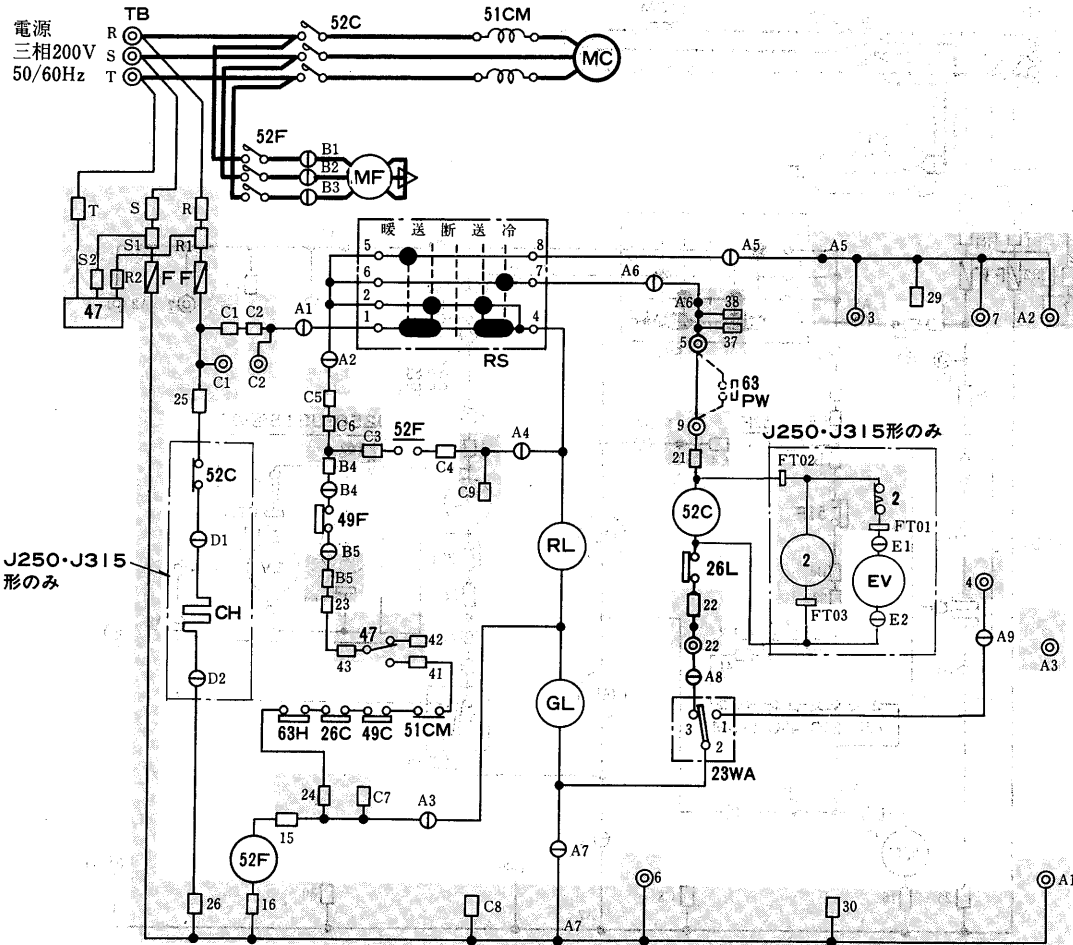 TB
電源
三相200V
50/60Hz
R
S
T
52C
51CM
MC
52F
B1
B2
B3
MF
T
S
R
S1
R1
S2
R2
F
F
47
C1
C2
A1
C1
C2
暖 送 断 送 冷
5
8
6
7
2
1
4
RS
A2
A5
A5
A6
A6
38
37
29
3
7
A2
5
63
PW
9
21
25
C5
C6
C3
52F
C4
A4
C9
B4
B4
49F
B5
B5
23
52C
D1
J250・J315
形のみ
CH
D2
RL
52C
26L
22
22
A8
J250・J315形のみ
FT02
2
FT01
E1
2
EV
FT03
E2
4
A9
A3
47
42
43
41
GL
3
1
2
23WA
63H
26C
49C
51CM
24
C7
A3
15
52F
A7
6
A1
26
16
C8
A7
30